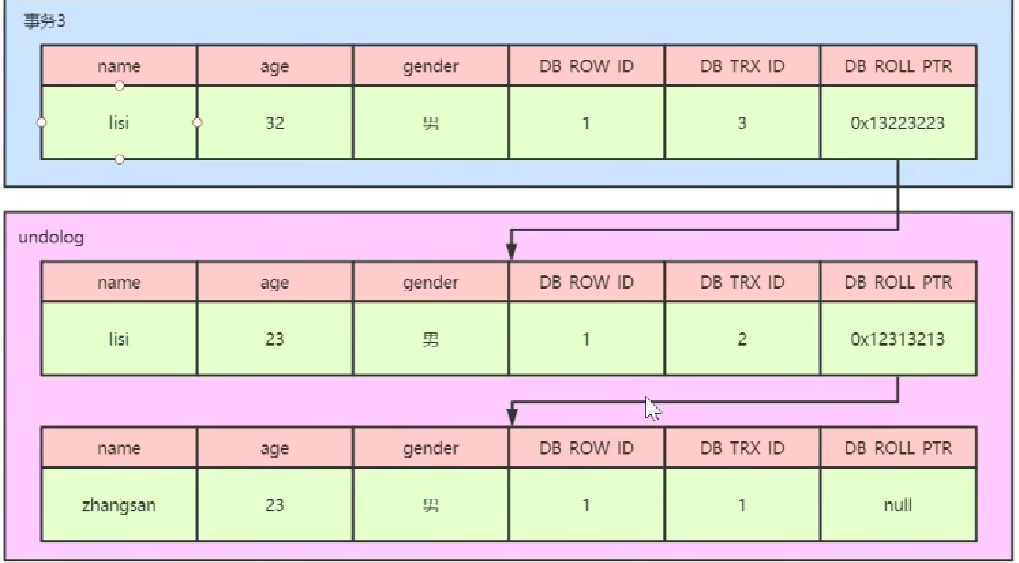 事务3
name age gender DB ROW ID DB TRX ID DB ROLL PTR
lisi 32 男 1 3 0x13223223
undolog
name age gender DB ROW ID DB TRX ID DB ROLL PTR
lisi 23 男 1 2 0x12313213
name age gender DB ROW ID DB TRX ID DB ROLL PTR
zhangsan 23 男 1 1 null